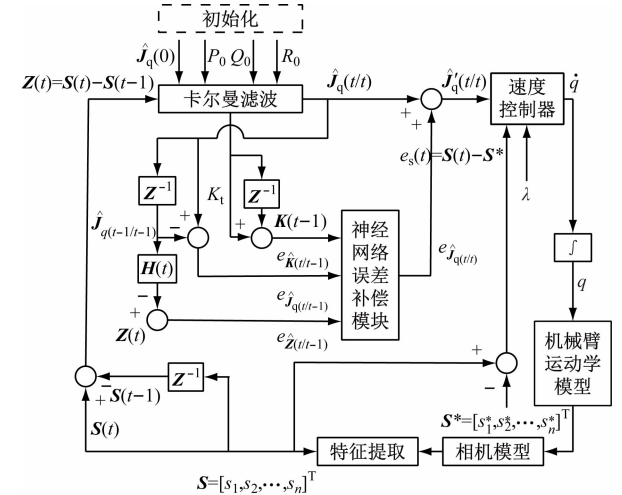 初始化
Ĵq(0) P₀ Q₀ R₀
Z(t)=S(t)−S(t−1)
卡尔曼滤波
Ĵq(t/t)
+
+
Ĵ′q(t/t)
速度
控制器
q̇
es(t)=S(t)−S*
λ
Z⁻¹
Kt
Z⁻¹
Ĵq(t−1/t−1)
−
+
+
K(t−1)
神经
网络
误差
补偿
模块
∫
H(t)
eK̂(t/t−1)
eĴq(t/t)
q
−
+
eĴq(t/t−1)
Z(t)
eẐ(t/t−1)
机械臂
运动学
模型
+
−
S(t−1)
Z⁻¹
+
−
S(t)
S*=[s₁*,s₂*,⋯,sₙ*]ᵀ
特征提取
相机模型
S=[s₁,s₂,⋯,sₙ]ᵀ